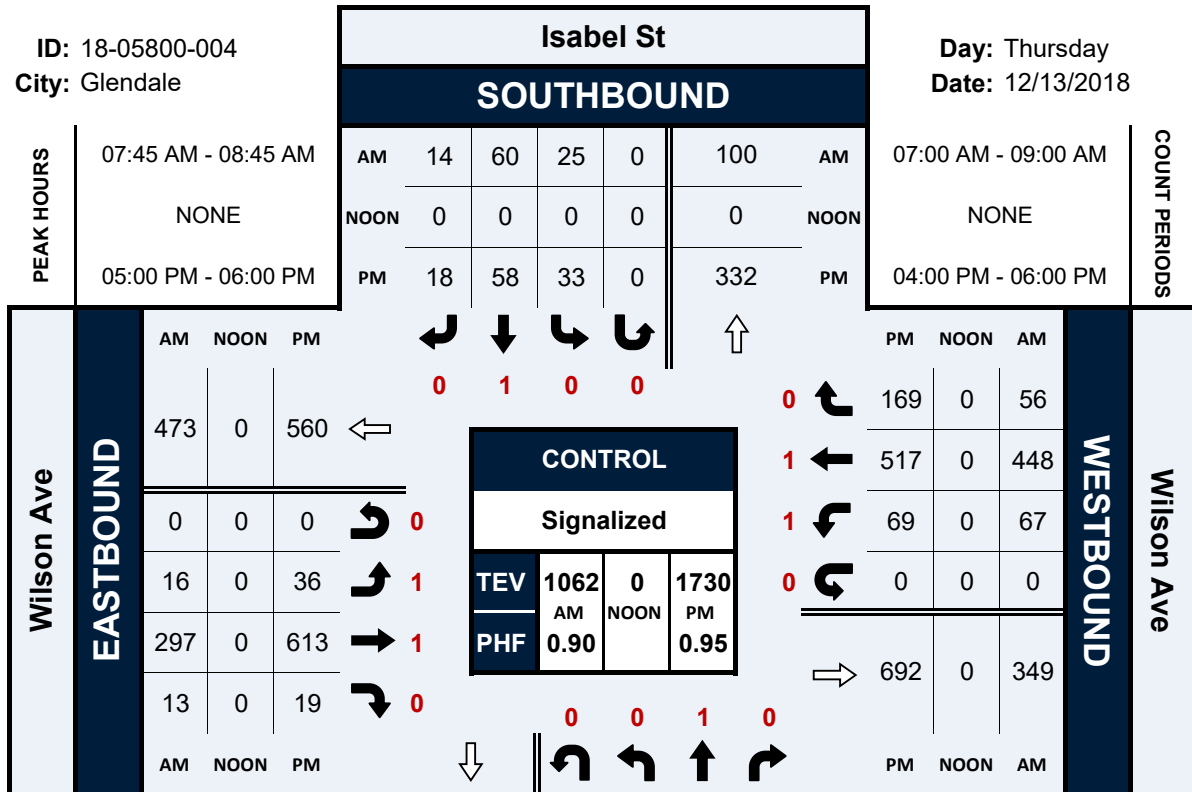 ID: 18-05800-004
City: Glendale
Isabel St
SOUTHBOUND
Day: Thursday
Date: 12/13/2018
PEAK HOURS
07:45 AM - 08:45 AM
NONE
05:00 PM - 06:00 PM
AM 14 60 25 0 100 AM
NOON 0 0 0 0 0 NOON
PM 18 58 33 0 332 PM
07:00 AM - 09:00 AM
NONE
04:00 PM - 06:00 PM
COUNT PERIODS
0 1 0 0
Wilson Ave
EASTBOUND
AM NOON PM
473 0 560
0 0 0 0
16 0 36 1
297 0 613 1
13 0 19 0
AM NOON PM
CONTROL
Signalized
TEV 1062 0 1730
AM NOON PM
PHF 0.90 0.95
PM NOON AM
0 169 0 56
1 517 0 448
1 69 0 67
0 0 0 0
692 0 349
PM NOON AM
WESTBOUND
Wilson Ave
0 0 1 0